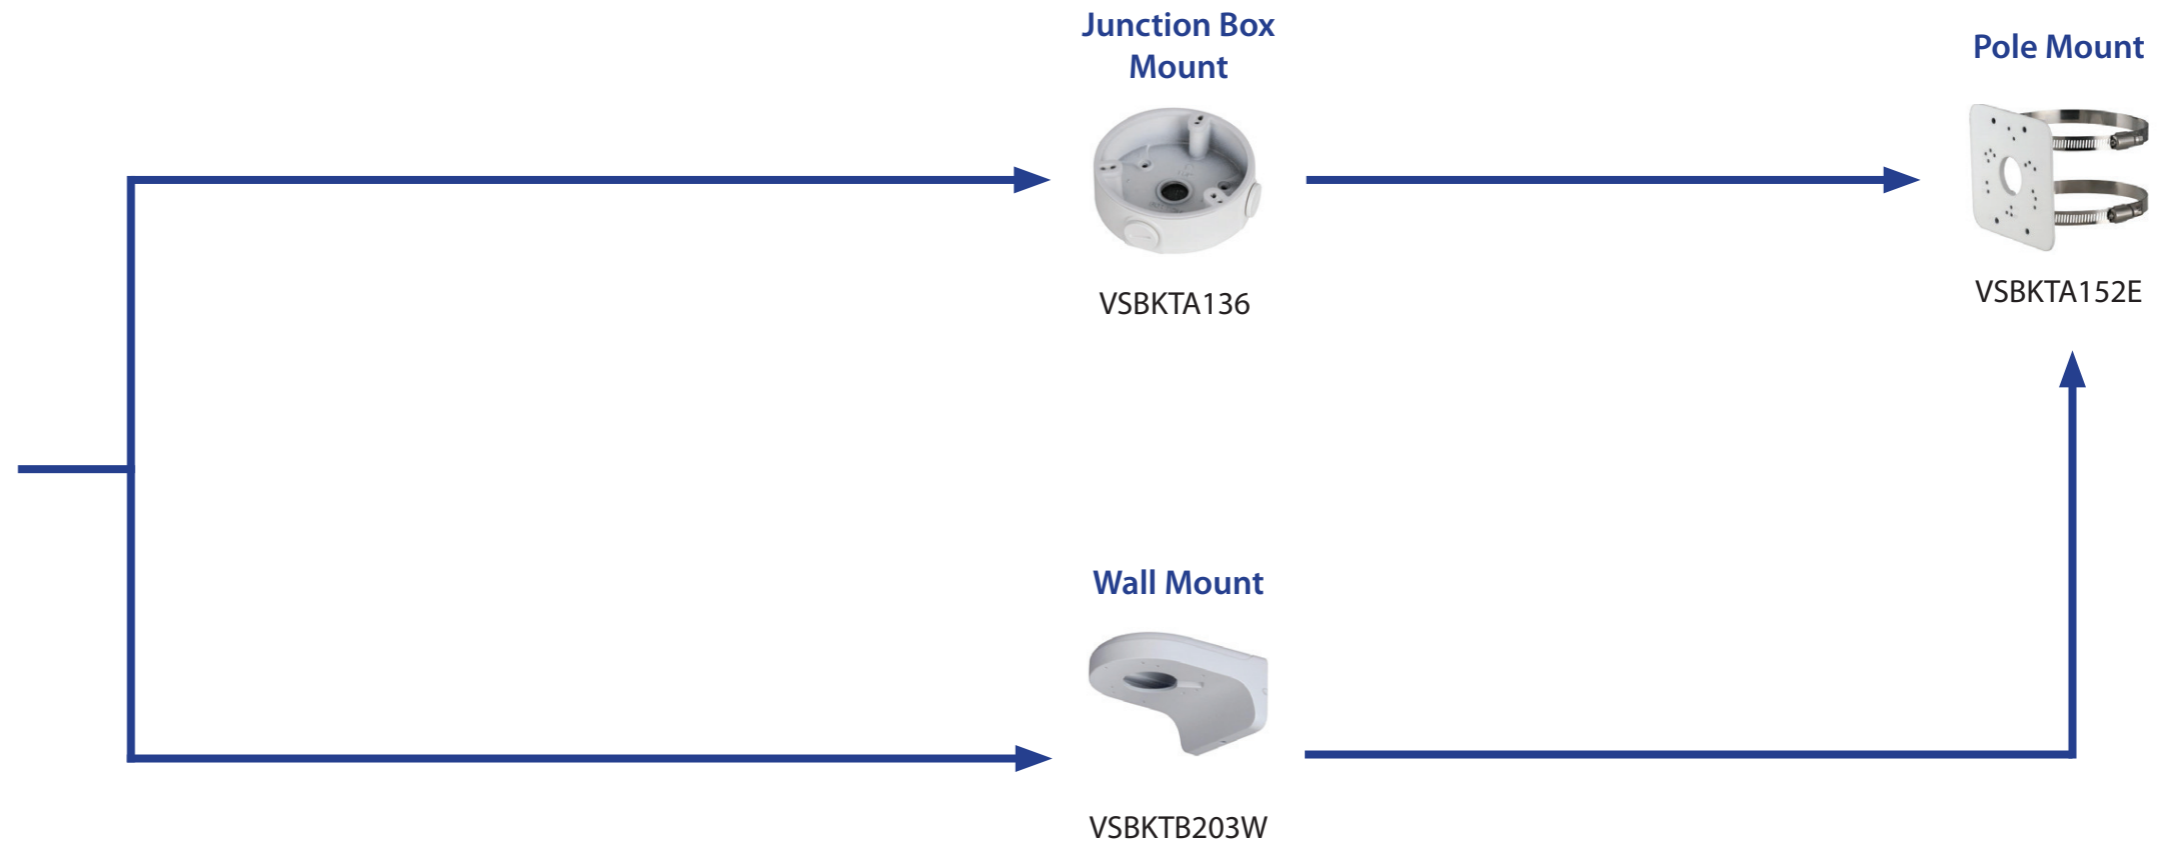 Junction Box
Mount
VSBKTA136
Pole Mount
VSBKTA152E
Wall Mount
VSBKTB203W